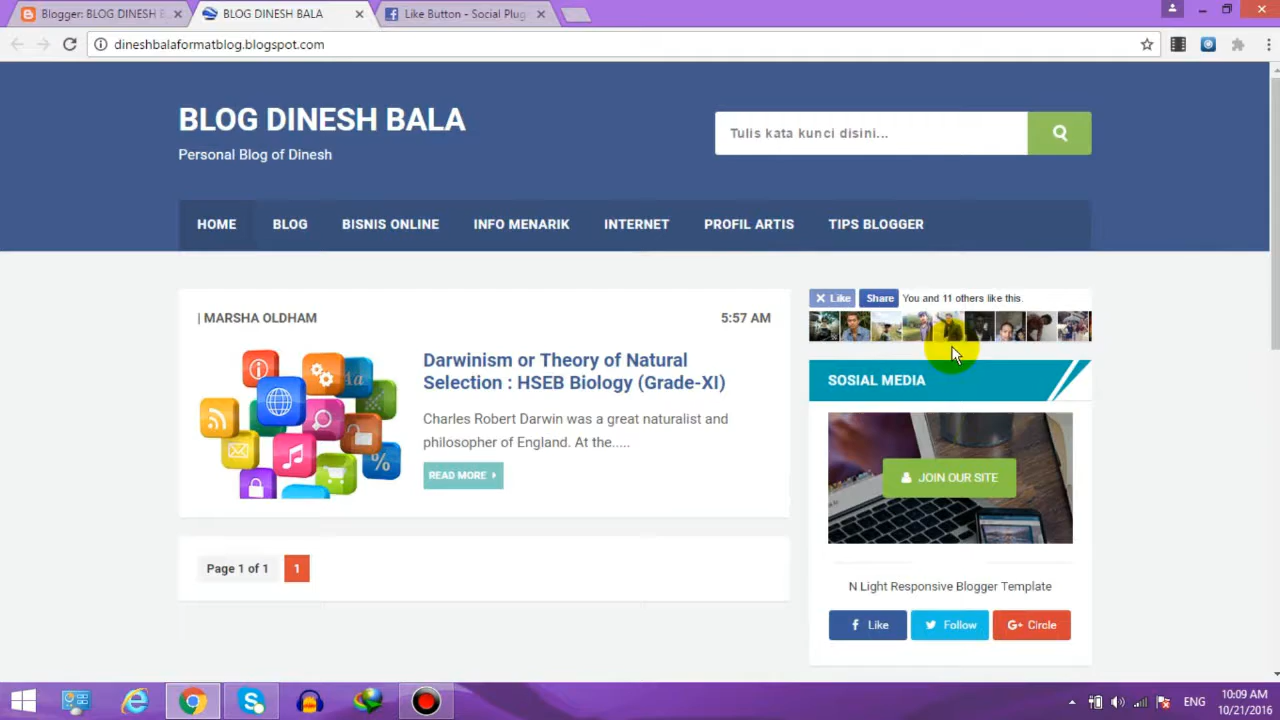 Blogger: BLOG DINESH B
BLOG DINESH BALA
Like Button - Social Plug
dineshbalaformatblog.blogspot.com
BLOG DINESH BALA
Personal Blog of Dinesh
Tulis kata kunci disini...
HOME BLOG BISNIS ONLINE INFO MENARIK INTERNET PROFIL ARTIS TIPS BLOGGER
| MARSHA OLDHAM 5:57 AM
Darwinism or Theory of Natural
Selection : HSEB Biology (Grade-XI)
Charles Robert Darwin was a great naturalist and
philosopher of England. At the.....
READ MORE
Aa
%
Page 1 of 1 1
Like Share You and 11 others like this.
SOSIAL MEDIA
JOIN OUR SITE
N Light Responsive Blogger Template
Like Follow G+ Circle
ENG
10:09 AM
10/21/2016